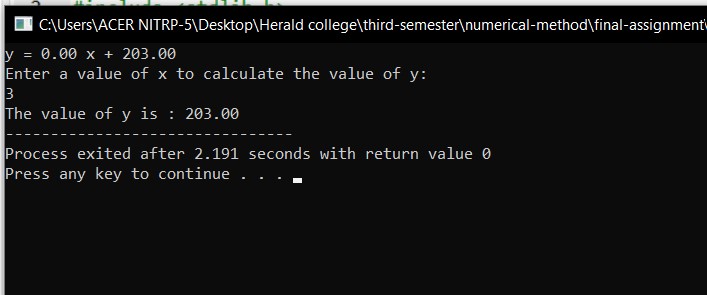 #include <stdlib.h>
C:\Users\ACER NITRP-5\Desktop\Herald college\third-semester\numerical-method\final-assignment\
y = 0.00 x + 203.00
Enter a value of x to calculate the value of y:
3
The value of y is : 203.00
--------------------------------
Process exited after 2.191 seconds with return value 0
Press any key to continue . . .